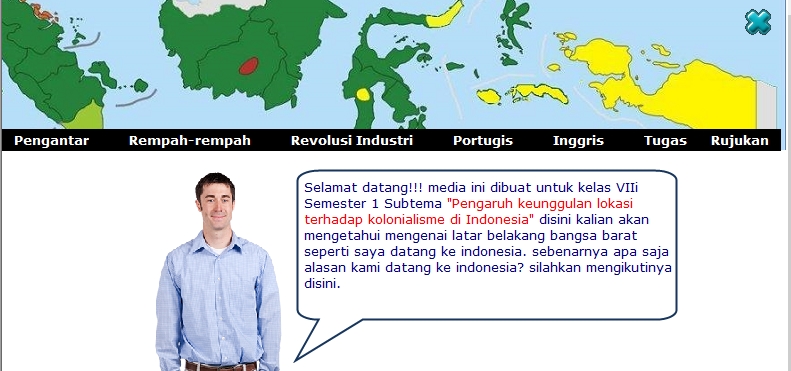 Pengantar Rempah-rempah Revolusi Industri Portugis Inggris Tugas Rujukan
Selamat datang!!! media ini dibuat untuk kelas VIIi
Semester 1 Subtema "Pengaruh keunggulan lokasi
terhadap kolonialisme di Indonesia" disini kalian akan
mengetahui mengenai latar belakang bangsa barat
seperti saya datang ke indonesia. sebenarnya apa saja
alasan kami datang ke indonesia? silahkan mengikutinya
disini.